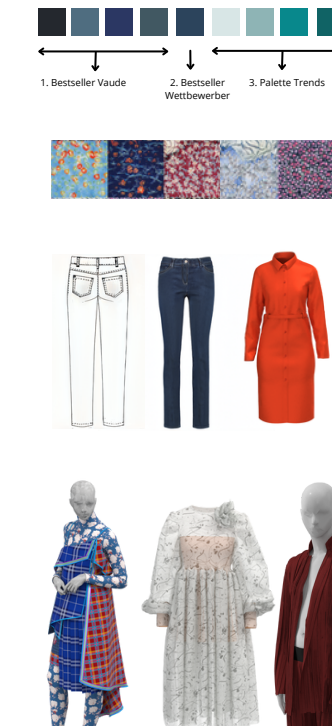 1. Bestseller Vaude
2. Bestseller
Wettbewerber
3. Palette Trends